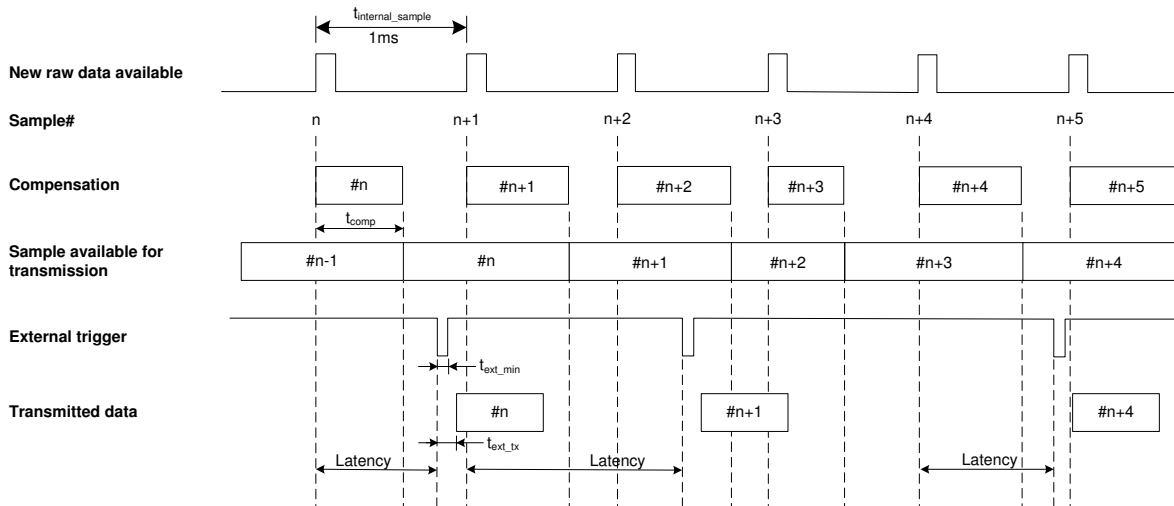 t_internal_sample
1ms
New raw data available
Sample# n n+1 n+2 n+3 n+4 n+5
Compensation #n #n+1 #n+2 #n+3 #n+4 #n+5
t_comp
Sample available for
transmission
#n-1 #n #n+1 #n+2 #n+3 #n+4
External trigger
t_ext_min
Transmitted data #n #n+1 #n+4
t_ext_tx
Latency Latency Latency